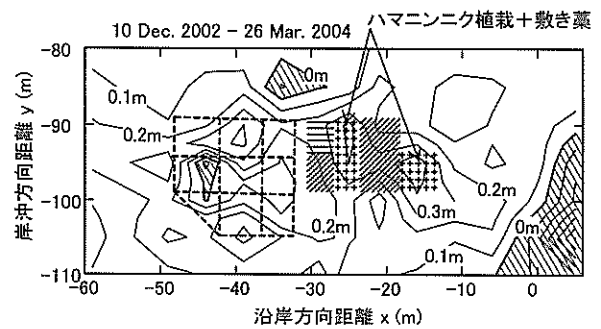 10 Dec. 2002 − 26 Mar. 2004
ハマニンニク植栽+敷き藁
岸沖方向距離 y (m)
−80
−90
−100
−110
0m
0.1m
0.2m
0.2m
0.2m
0.3m
0m
0.1m
−60
−50
−40
−30
−20
−10
0
沿岸方向距離 x (m)